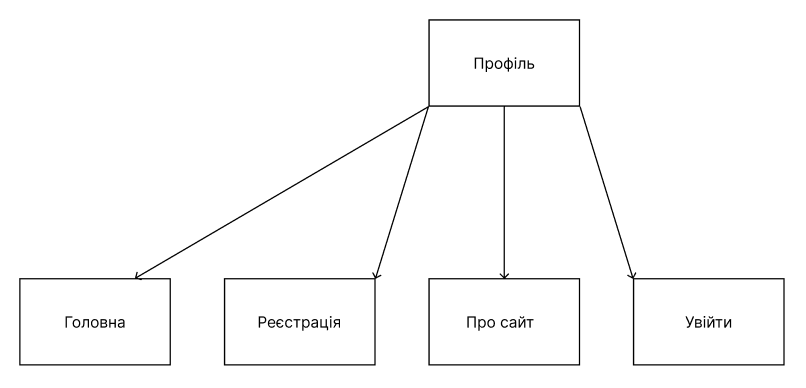 Профіль
Головна
Реєстрація
Про сайт
Увійти